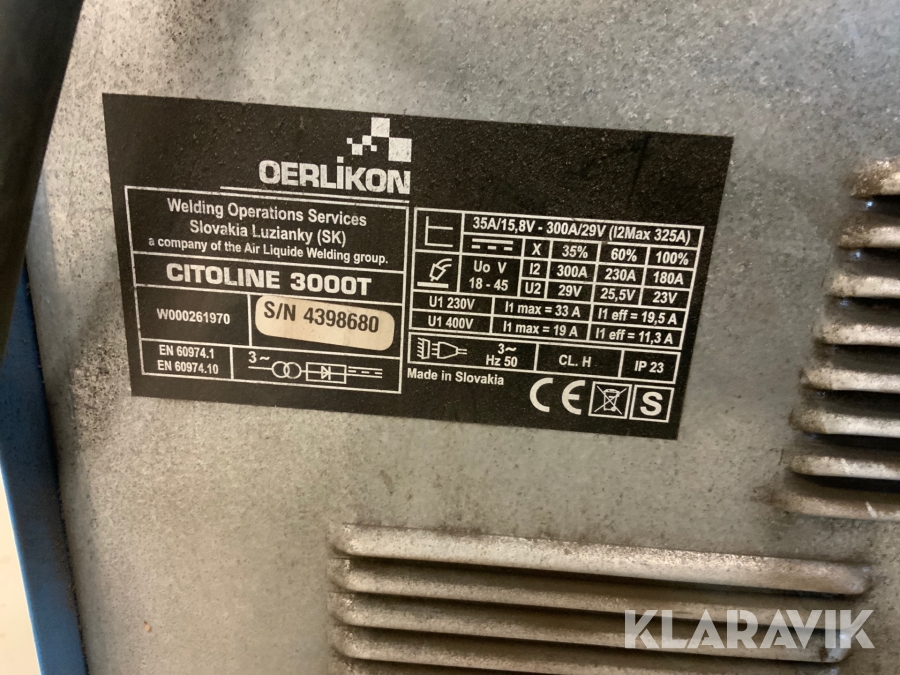 OERLiKON
Welding Operations Services
Slovakia Luzianky (SK)
a company of the Air Liquide Welding group.
CITOLINE 3000T
W000261970
S/N 4398680
EN 60974.1
EN 60974.10
3~
35A/15,8V - 300A/29V (I2Max 325A)
X 35% 60% 100%
Uo V
18 - 45
I2 300A 230A 180A
U2 29V 25,5V 23V
U1 230V I1 max = 33 A I1 eff = 19,5 A
U1 400V I1 max = 19 A I1 eff = 11,3 A
3~
Hz 50
CL. H
IP 23
Made in Slovakia
CE
S
KLARAVIK